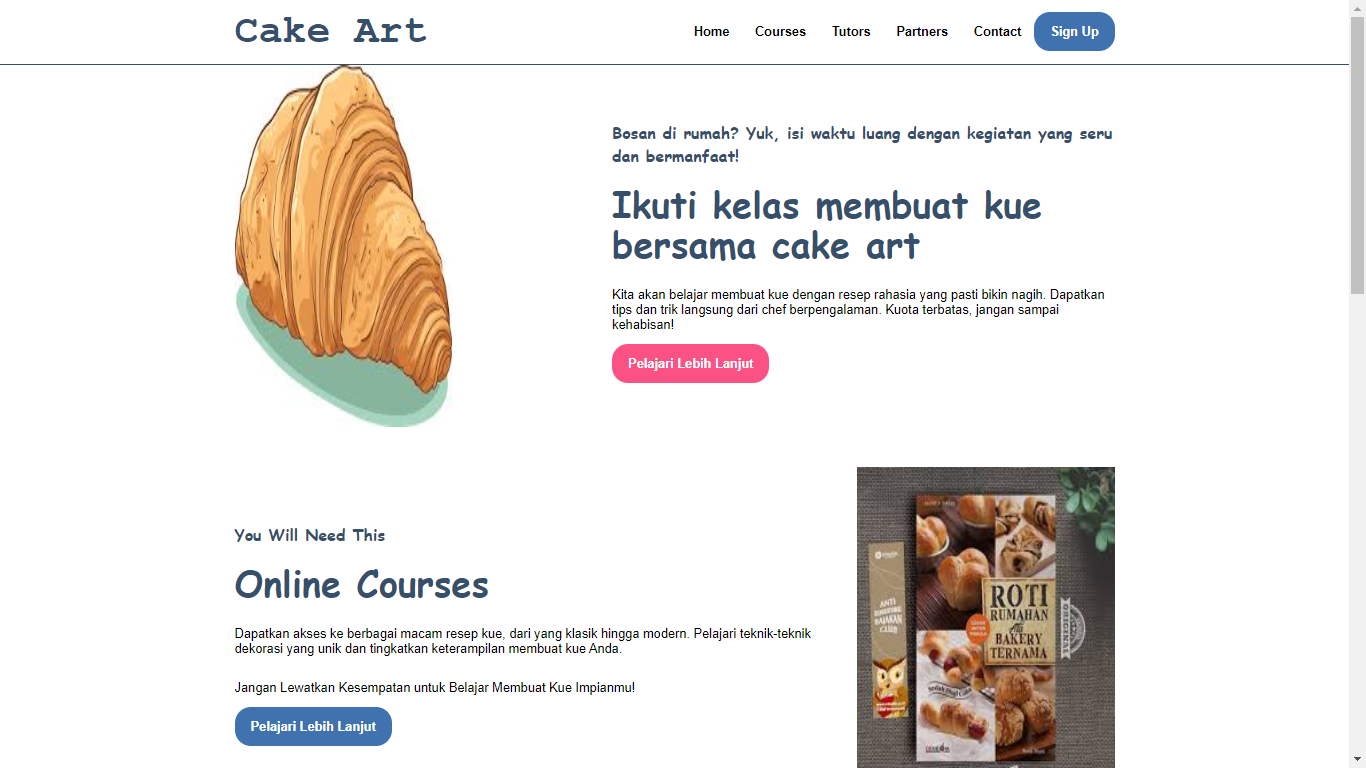 Cake Art
Home Courses Tutors Partners Contact Sign Up
Bosan di rumah? Yuk, isi waktu luang dengan kegiatan yang seru
dan bermanfaat!
Ikuti kelas membuat kue
bersama cake art
Kita akan belajar membuat kue dengan resep rahasia yang pasti bikin nagih. Dapatkan
tips dan trik langsung dari chef berpengalaman. Kuota terbatas, jangan sampai
kehabisan!
Pelajari Lebih Lanjut
You Will Need This
Online Courses
Dapatkan akses ke berbagai macam resep kue, dari yang klasik hingga modern. Pelajari teknik-teknik
dekorasi yang unik dan tingkatkan keterampilan membuat kue Anda.
Jangan Lewatkan Kesempatan untuk Belajar Membuat Kue Impianmu!
Pelajari Lebih Lanjut
ROTI
RUMAHAN
Ala
BAKERY
TERNAMA
ORIGINAL
ANTI
BAJAKAN
CLUB